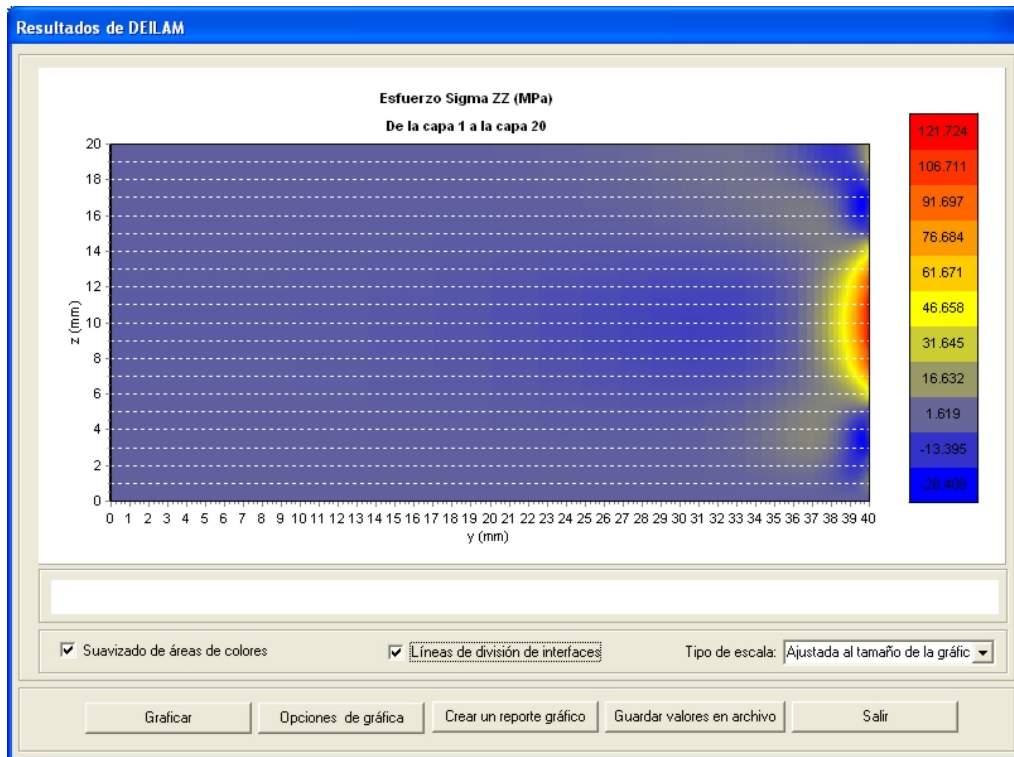 Resultados de DEILAM
Esfuerzo Sigma ZZ (MPa)
De la capa 1 a la capa 20
20
18
16
14
12
10
8
6
4
2
0
z (mm)
0 1 2 3 4 5 6 7 8 9 10 11 12 13 14 15 16 17 18 19 20 21 22 23 24 25 26 27 28 29 30 31 32 33 34 35 36 37 38 39 40
y (mm)
121.724
106.711
91.697
76.684
61.671
46.658
31.645
16.632
1.619
-13.395
-28.408
Suavizado de áreas de colores
Líneas de división de interfaces
Tipo de escala: Ajustada al tamaño de la gráfic
Graficar
Opciones de gráfica
Crear un reporte gráfico
Guardar valores en archivo
Salir